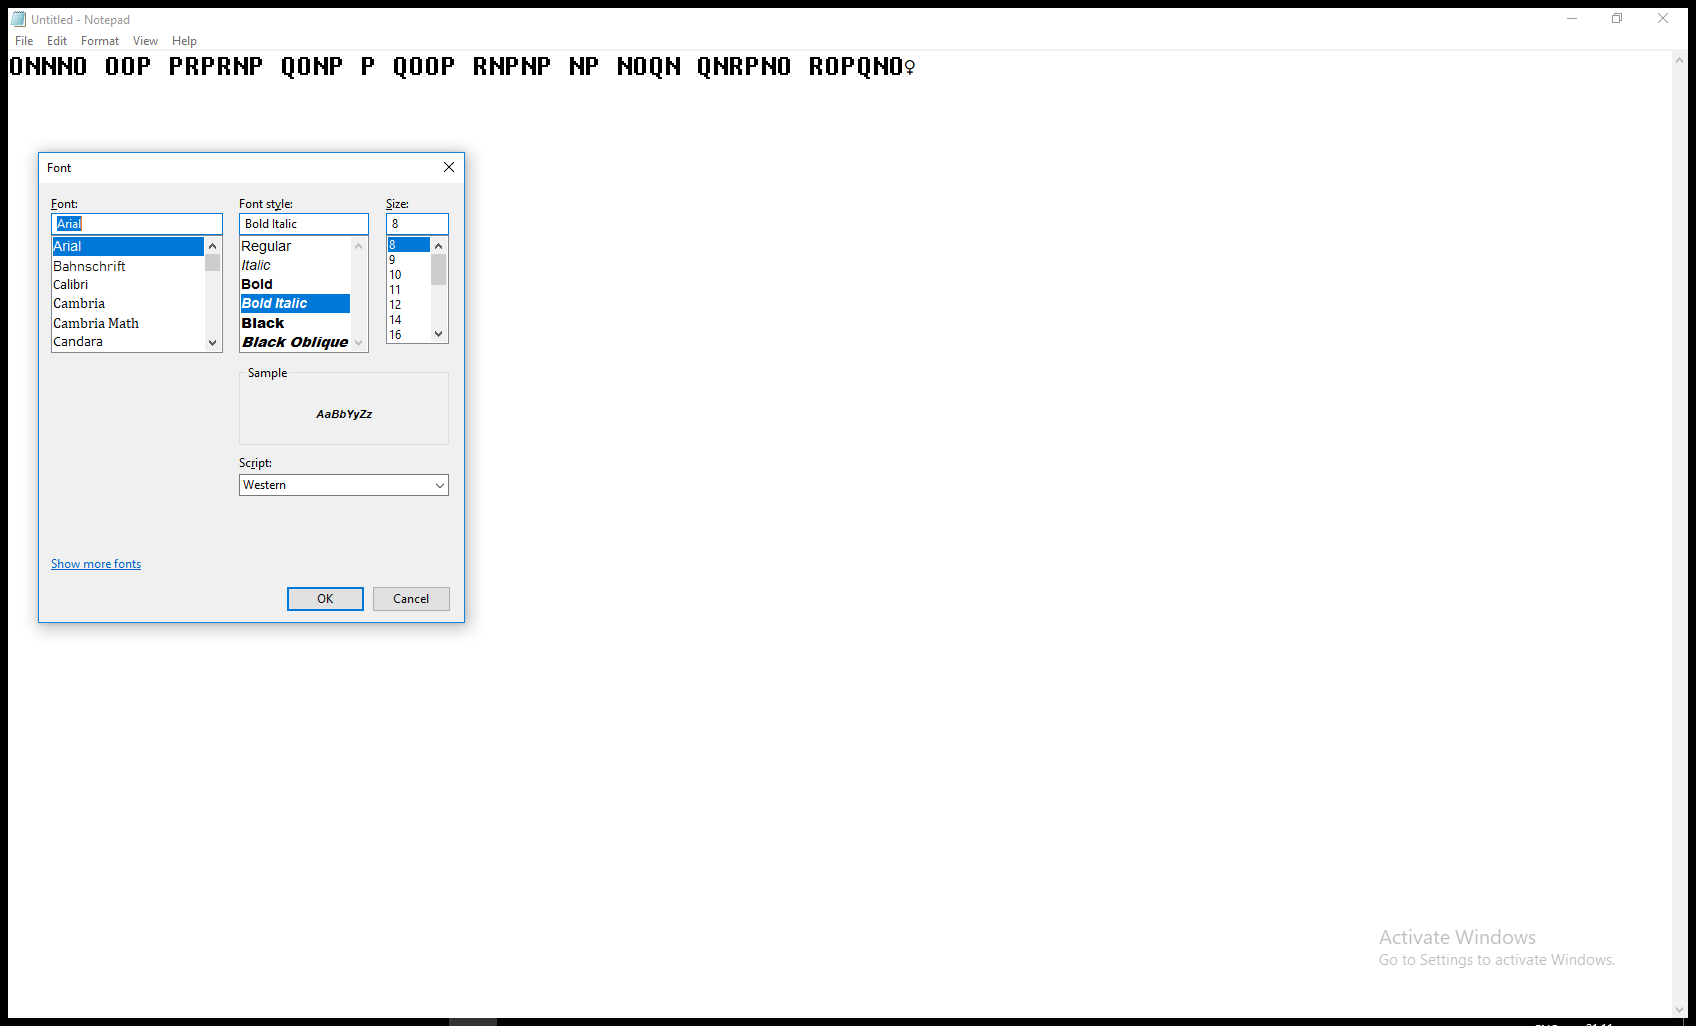 Untitled - Notepad
File Edit Format View Help
ONNNO OOP PRPRNP QONP P QOOP RNPNP NP NOQN QNRPNO ROPQNO♀
Font
Font: Font style: Size:
Arial Bold Italic 8
Arial Regular 8
Bahnschrift Italic 9
Calibri Bold 10
Cambria Bold Italic 11
Cambria Math Black 12
Candara Black Oblique 14
16
Sample
AaBbYyZz
Script:
Western
Show more fonts
OK Cancel
Activate Windows
Go to Settings to activate Windows.